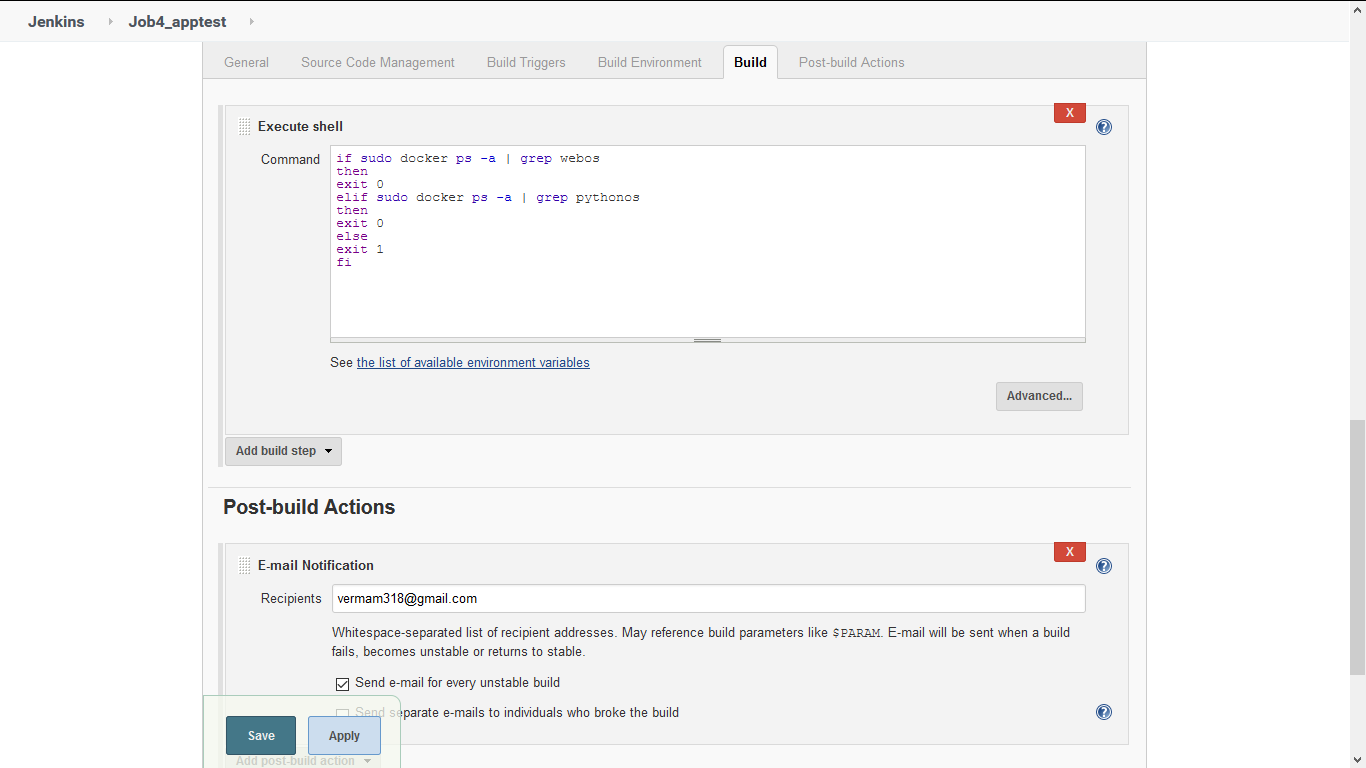 Jenkins Job4_apptest
General Source Code Management Build Triggers Build Environment Build Post-build Actions
X
Execute shell ?
Command
if sudo docker ps -a | grep webos
then
exit 0
elif sudo docker ps -a | grep pythonos
then
exit 0
else
exit 1
fi
See the list of available environment variables
Advanced...
Add build step
Post-build Actions
X
E-mail Notification ?
Recipients vermam318@gmail.com
Whitespace-separated list of recipient addresses. May reference build parameters like $PARAM. E-mail will be sent when a build
fails, becomes unstable or returns to stable.
Send e-mail for every unstable build
Send separate e-mails to individuals who broke the build ?
Save Apply
Add post-build action